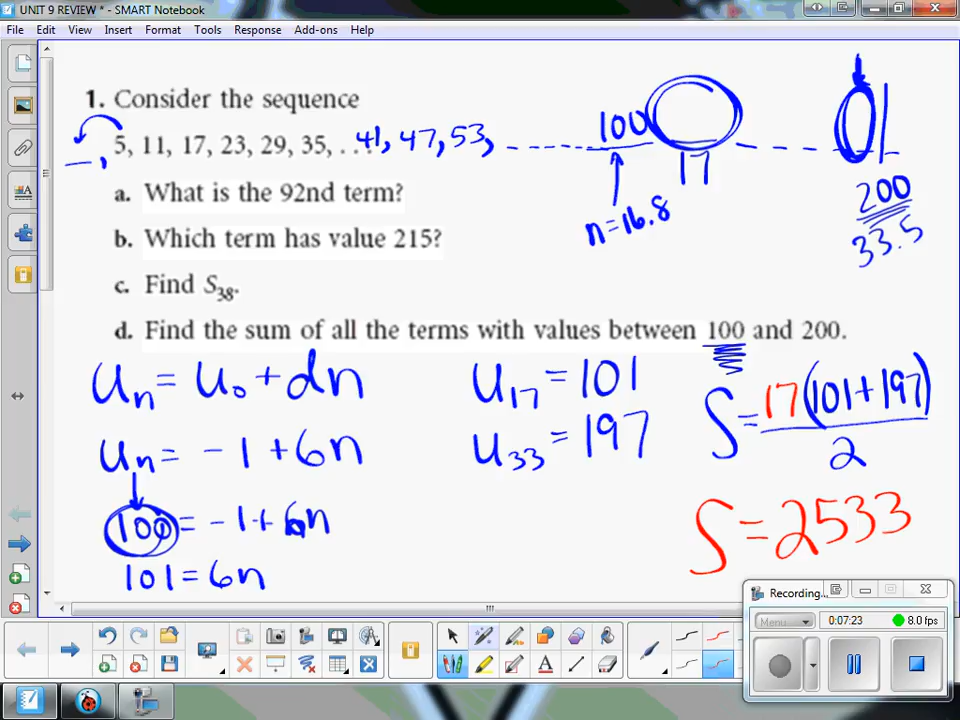 UNIT 9 REVIEW * - SMART Notebook
File Edit View Insert Format Tools Response Add-ons Help
1. Consider the sequence
5, 11, 17, 23, 29, 35, . . . 41, 47, 53,
100
17
n=16.8
200
33.5
a. What is the 92nd term?
b. Which term has value 215?
c. Find S₃₈.
d. Find the sum of all the terms with values between 100 and 200.
uₙ = u₀ + dn
uₙ = -1 + 6n
100 = -1 + 6n
101 = 6n
u₁₇ = 101
u₃₃ = 197
S = 17(101+197)
2
S = 2533
Recording...
Menu
0:07:23
8.0 fps
A